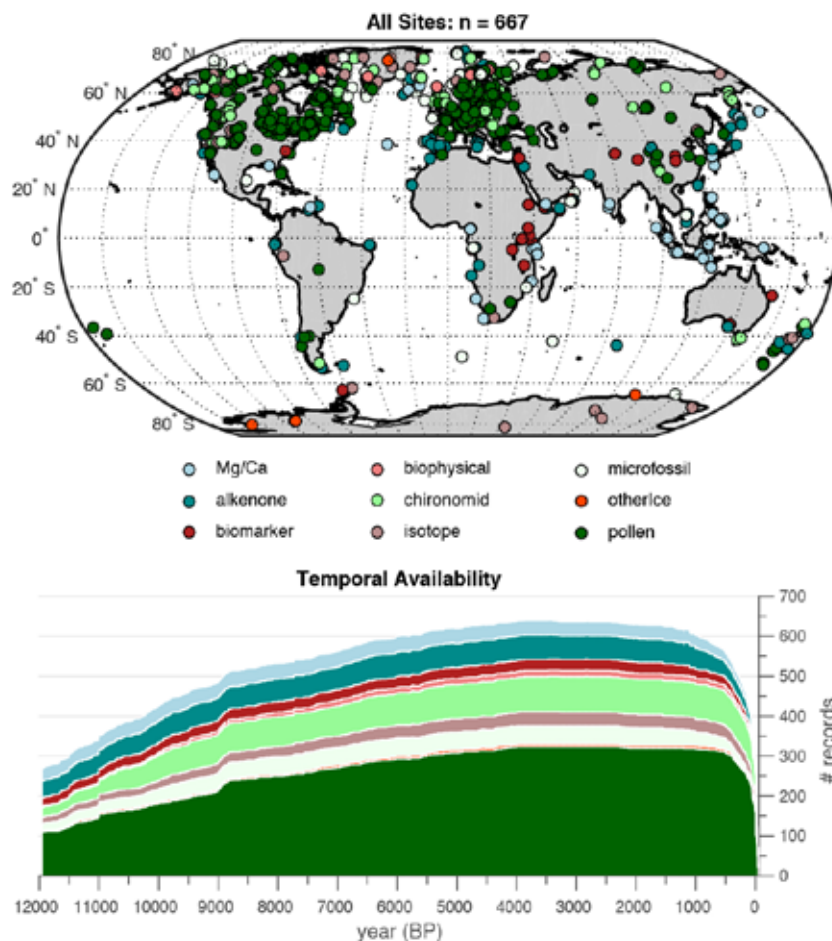 All Sites: n = 667
80° N
60° N
40° N
20° N
0°
20° S
40° S
60° S
80° S
Mg/Ca
biophysical
microfossil
alkenone
chironomid
otherIce
biomarker
isotope
pollen
Temporal Availability
700
600
500
400
300
200
100
0
# records
12000 11000 10000 9000 8000 7000 6000 5000 4000 3000 2000 1000 0
year (BP)